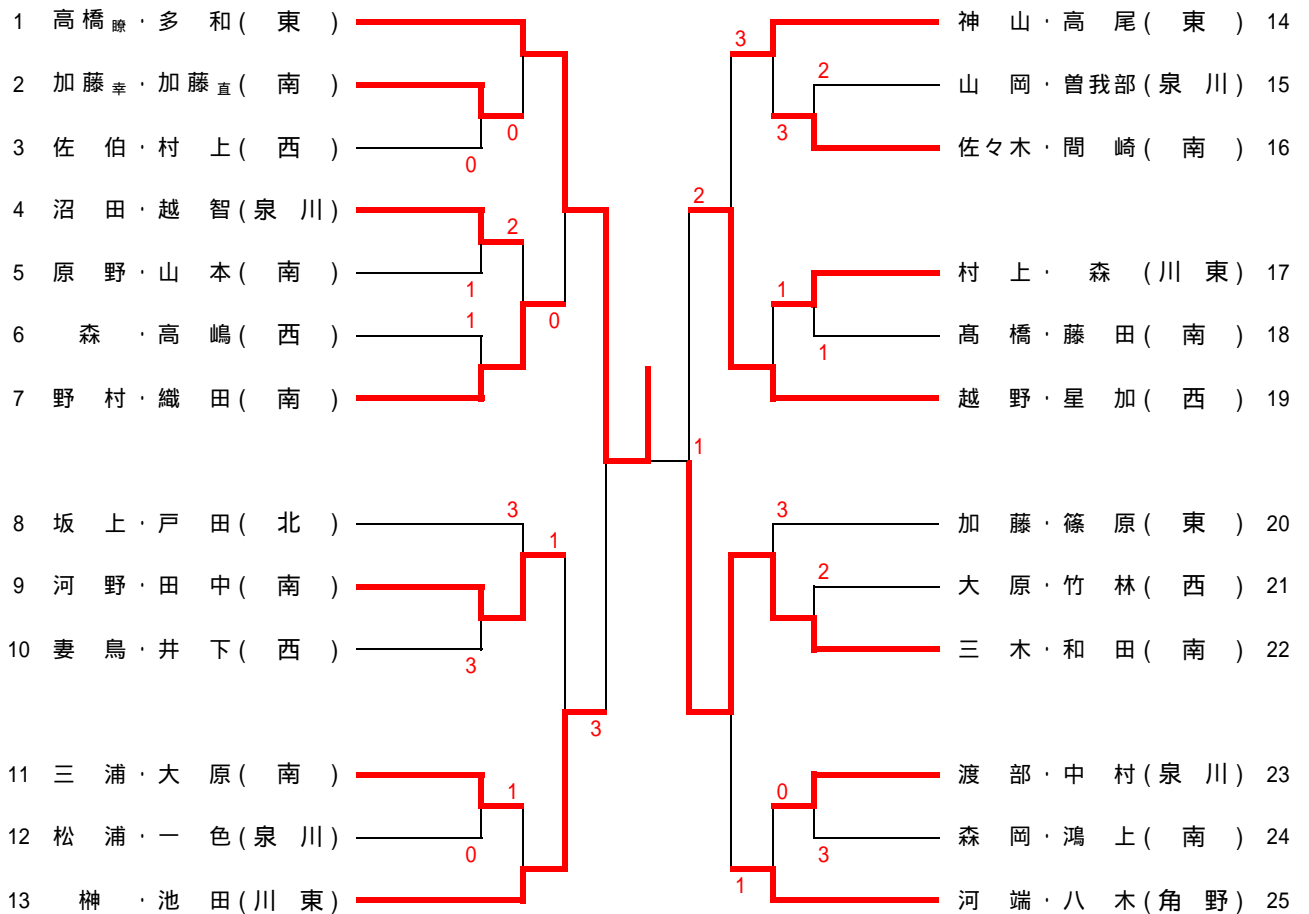 1 高橋瞭・多和(東)
2 加藤幸・加藤直(南)
0
3 佐伯・村上(西)
0
4 沼田・越智(泉川)
2
5 原野・山本(南)
1
6 森・高嶋(西)
1
0
7 野村・織田(南)
8 坂上・戸田(北)
3
1
9 河野・田中(南)
10 妻鳥・井下(西)
3
3
11 三浦・大原(南)
1
12 松浦・一色(泉川)
0
13 榊・池田(川東)
神山・高尾(東) 14
3
2
山岡・曽我部(泉川) 15
3
佐々木・間崎(南) 16
2
村上・森(川東) 17
1
髙橋・藤田(南) 18
1
越野・星加(西) 19
1
3
加藤・篠原(東) 20
2
大原・竹林(西) 21
三木・和田(南) 22
渡部・中村(泉川) 23
0
森岡・鴻上(南) 24
3
1
河端・八木(角野) 25